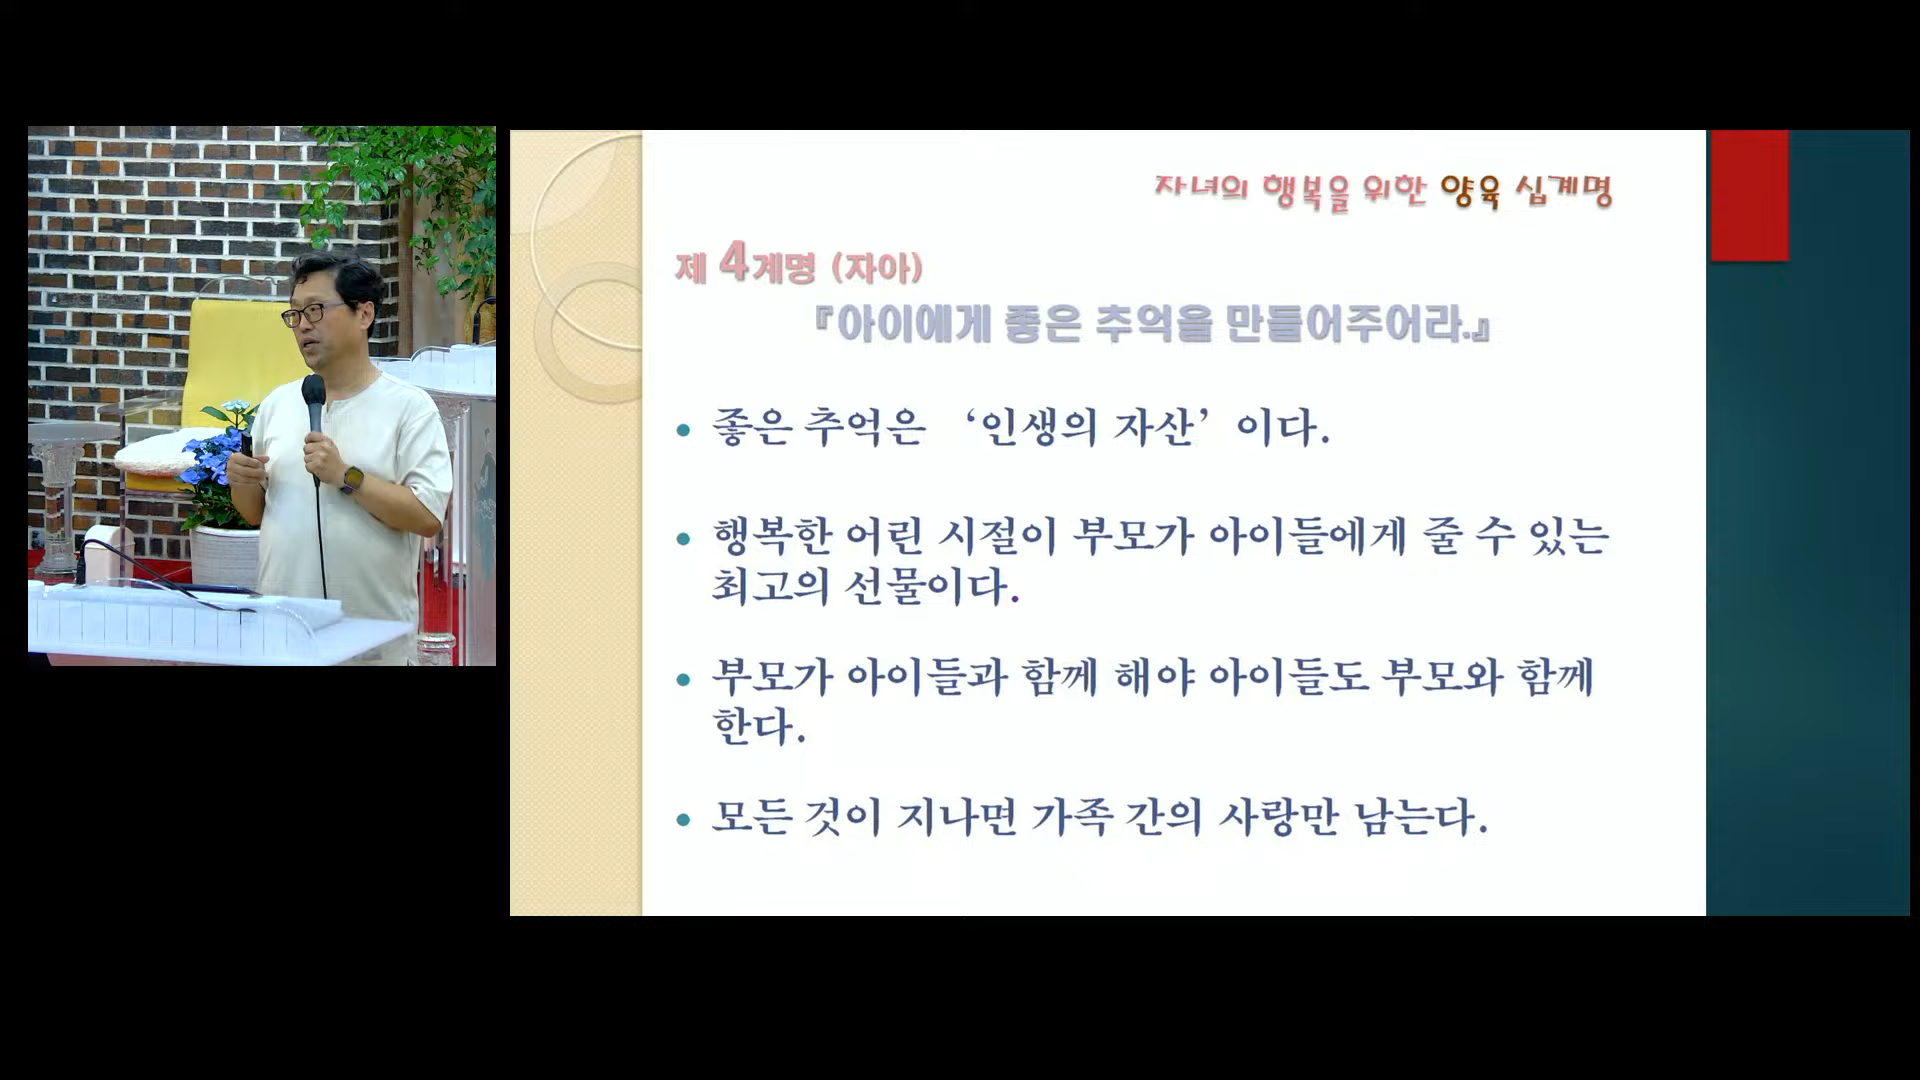 자녀의 행복을 위한 양육 십계명
제 4계명 (자아)
『아이에게 좋은 추억을 만들어주어라.』
• 좋은 추억은 ‘인생의 자산’ 이다.
• 행복한 어린 시절이 부모가 아이들에게 줄 수 있는
최고의 선물이다.
• 부모가 아이들과 함께 해야 아이들도 부모와 함께
한다.
• 모든 것이 지나면 가족 간의 사랑만 남는다.